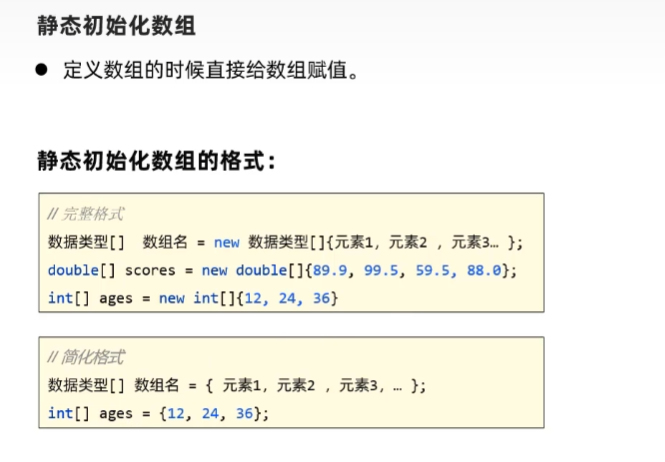 静态初始化数组
● 定义数组的时候直接给数组赋值。
静态初始化数组的格式：
// 完整格式
数据类型[] 数组名 = new 数据类型[]{元素1, 元素2 , 元素3… };
double[] scores = new double[]{89.9, 99.5, 59.5, 88.0};
int[] ages = new int[]{12, 24, 36}
// 简化格式
数据类型[] 数组名 = { 元素1, 元素2 , 元素3, … };
int[] ages = {12, 24, 36};